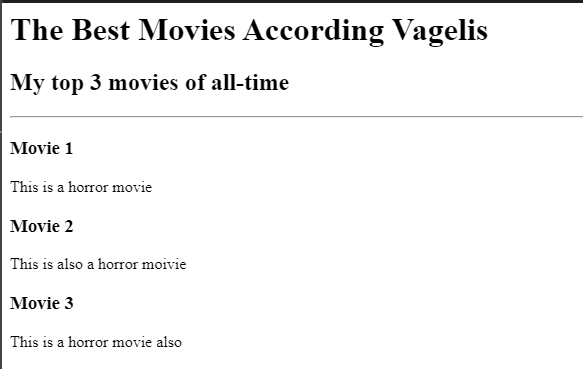 The Best Movies According Vagelis
My top 3 movies of all-time
Movie 1
This is a horror movie
Movie 2
This is also a horror moivie
Movie 3
This is a horror movie also